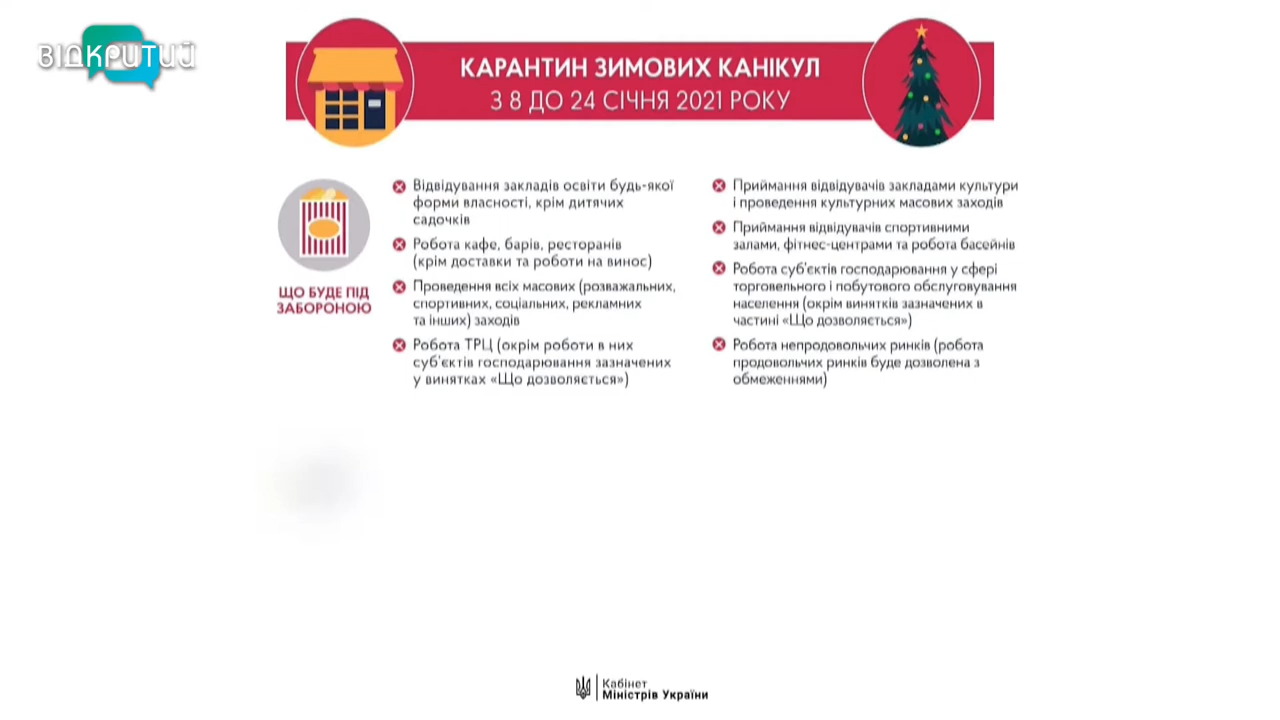 ВІДКРИТИЙ
КАРАНТИН ЗИМОВИХ КАНІКУЛ
З 8 ДО 24 СІЧНЯ 2021 РОКУ
ЩО БУДЕ ПІД
ЗАБОРОНОЮ
Відвідування закладів освіти будь-якої
форми власності, крім дитячих
садочків
Робота кафе, барів, ресторанів
(крім доставки та роботи на винос)
Проведення всіх масових (розважальних,
спортивних, соціальних, рекламних
та інших) заходів
Робота ТРЦ (окрім роботи в них
суб'єктів господарювання зазначених
у винятках «Що дозволяється»)
Приймання відвідувачів закладами культури
і проведення культурних масових заходів
Приймання відвідувачів спортивними
залами, фітнес-центрами та робота басейнів
Робота суб'єктів господарювання у сфері
торговельного і побутового обслуговування
населення (окрім винятків зазначених в
частині «Що дозволяється»)
Робота непродовольчих ринків (робота
продовольчих ринків буде дозволена з
обмеженнями)
Кабінет
Міністрів України